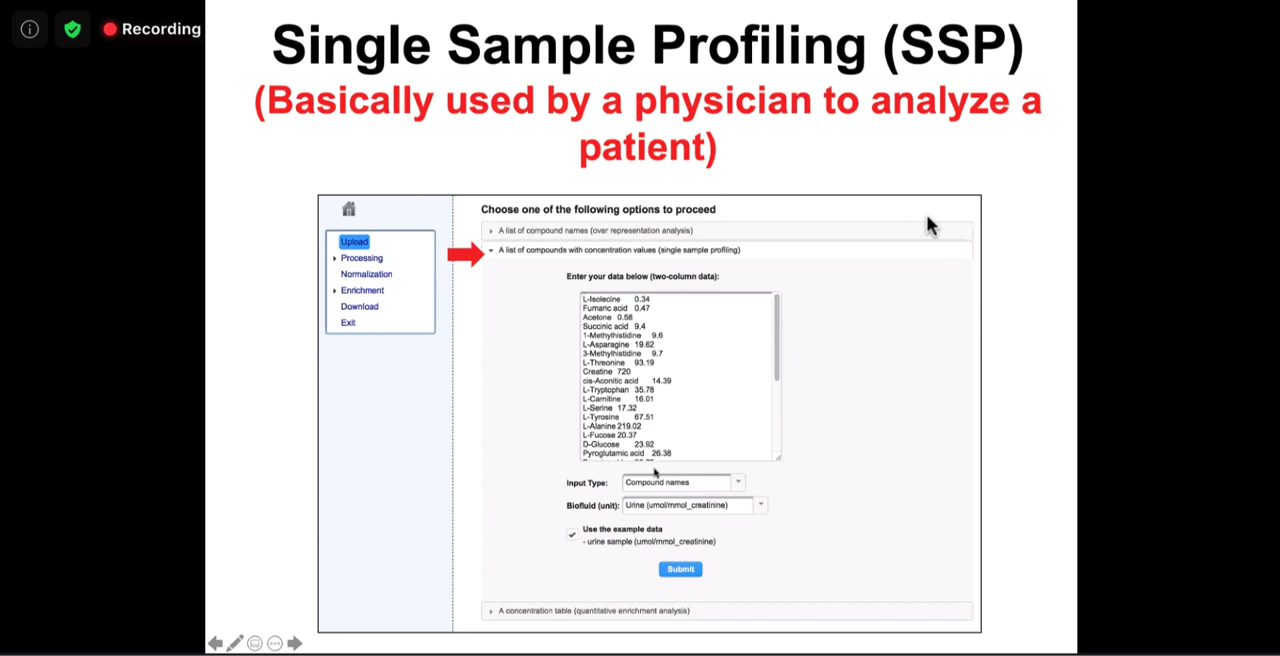 Recording
Single Sample Profiling (SSP)
(Basically used by a physician to analyze a
patient)
Upload
Processing
Normalization
Enrichment
Download
Exit
Choose one of the following options to proceed
A list of compound names (over representation analysis)
A list of compounds with concentration values (single sample profiling)
Enter your data below (two-column data):
L-Isolecine 0.34
Fumaric acid 0.47
Acetone 0.58
Succinic acid 9.4
1-Methylhistidine 9.6
L-Asparagine 19.62
3-Methylhistidine 9.7
L-Threonine 93.19
Creatine 720
cis-Aconitic acid 14.39
L-Tryptophan 35.78
L-Carnitine 16.01
L-Serine 17.32
L-Tyrosine 67.51
L-Alanine 219.02
L-Fucose 20.37
D-Glucose 23.92
Pyroglutamic acid 26.38
Input Type: Compound names
Biofluid (unit): Urine (umol/mmol_creatinine)
Use the example data
- urine sample (umol/mmol_creatinine)
Submit
A concentration table (quantitative enrichment analysis)